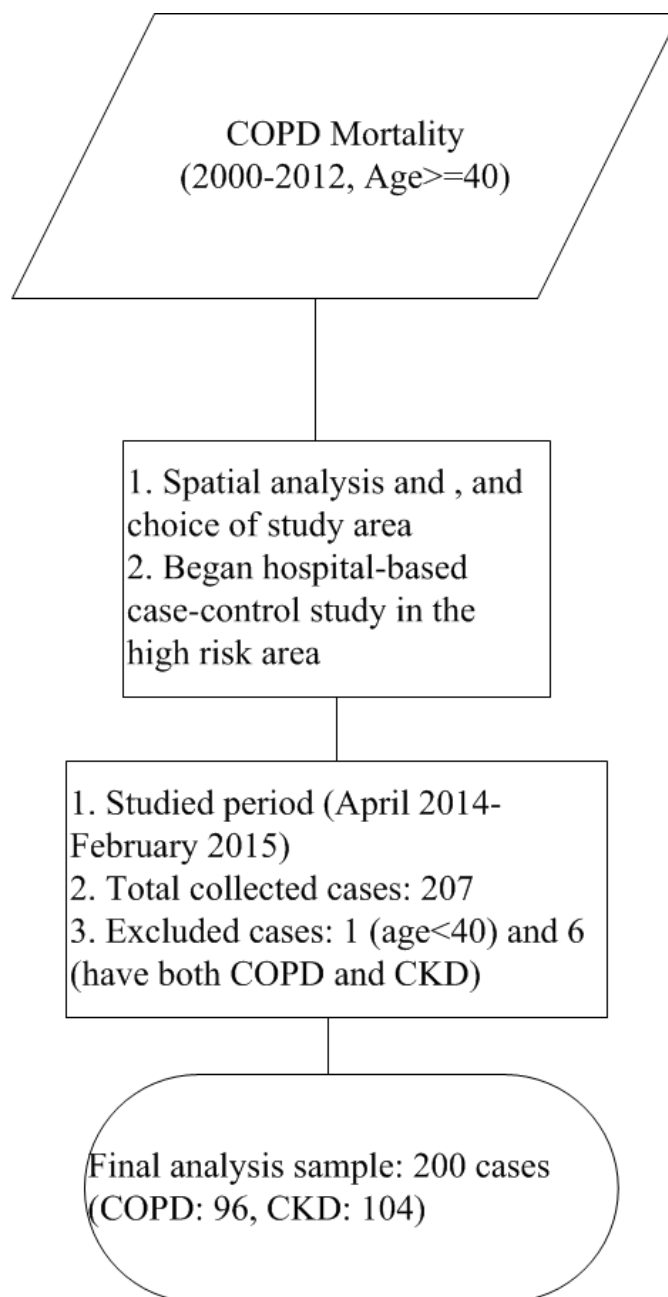 COPD Mortality
(2000-2012, Age>=40)
1. Spatial analysis and , and
choice of study area
2. Began hospital-based
case-control study in the
high risk area
1. Studied period (April 2014-
February 2015)
2. Total collected cases: 207
3. Excluded cases: 1 (age<40) and 6
(have both COPD and CKD)
Final analysis sample: 200 cases
(COPD: 96, CKD: 104)